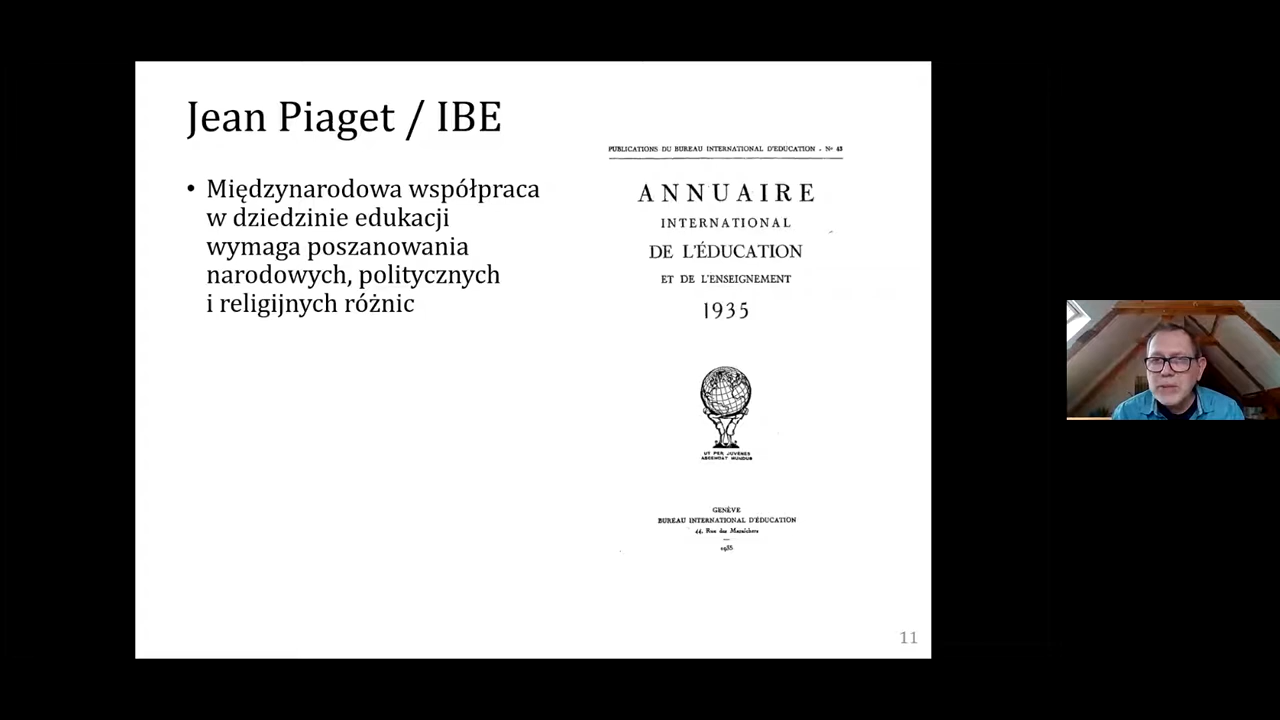 Jean Piaget / IBE
• Międzynarodowa współpraca
w dziedzinie edukacji
wymaga poszanowania
narodowych, politycznych
i religijnych różnic
PUBLICATIONS DU BUREAU INTERNATIONAL D'EDUCATION . No 43
ANNUAIRE
INTERNATIONAL
DE L'ÉDUCATION
ET DE L'ENSEIGNEMENT
1935
UT PER JUVENES
ASCENDAT MUNDUS
GENÈVE
BUREAU INTERNATIONAL D'ÉDUCATION
44, Rue des Maraîchers
1935
11